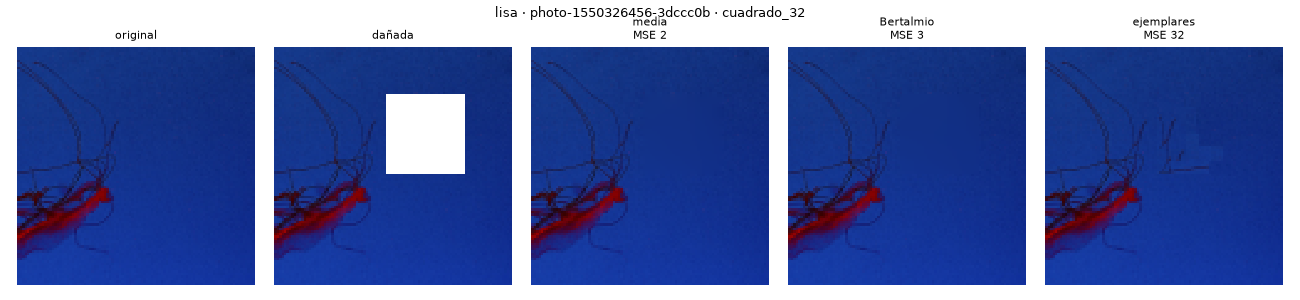 lisa · photo-1550326456-3dccc0b · cuadrado_32
original
dañada
media
MSE 2
Bertalmio
MSE 3
ejemplares
MSE 32